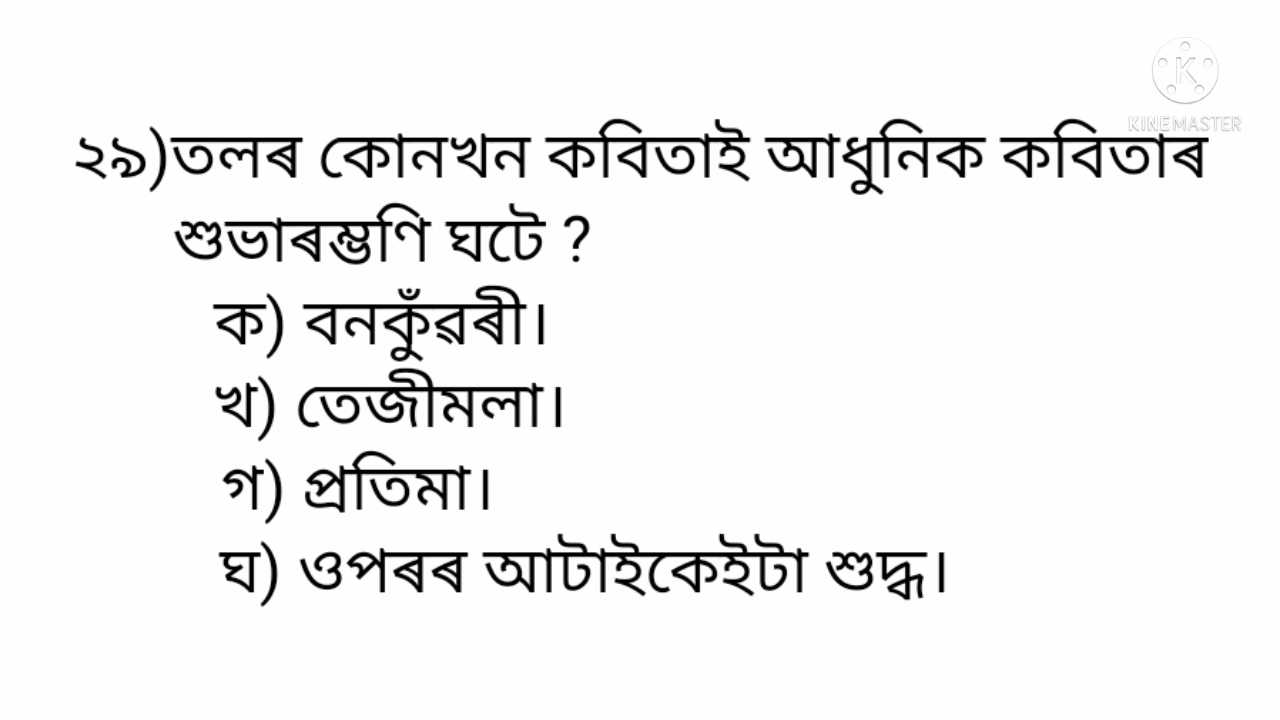 KINEMASTER
২৯)তলৰ কোনখন কবিতাই আধুনিক কবিতাৰ
শুভাৰম্ভণি ঘটে ?
ক) বনকুঁৱৰী।
খ) তেজীমলা।
গ) প্ৰতিমা।
ঘ) ওপৰৰ আটাইকেইটা শুদ্ধ।